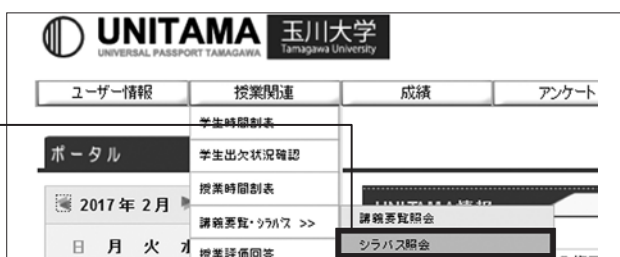 UNITAMA
UNIVERSAL PASSPORT TAMAGAWA
玉川大学
Tamagawa University
ユーザー情報
授業関連
成績
アンケート
学生時間割表
ポータル
学生出欠状況確認
授業時間割表
2017年 2月
講義要覧・シラバス >>
講義要覧照会
日 月 火
授業評価回答
シラバス照会